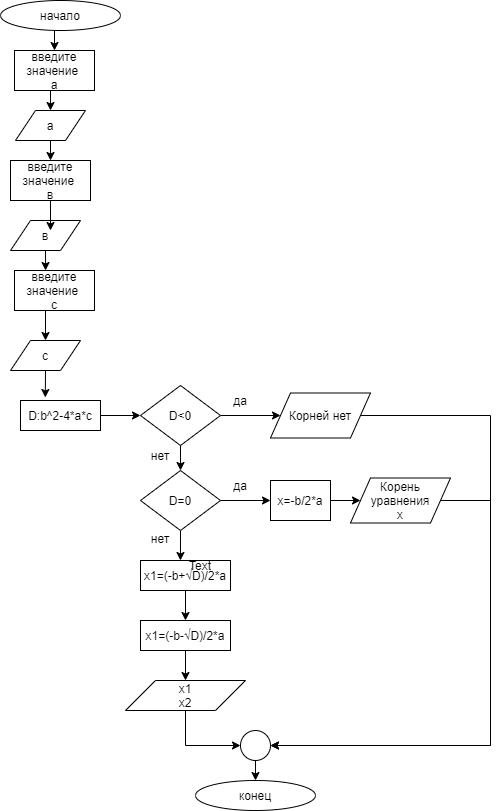 начало
введите
значение
a
a
введите
значение
в
в
введите
значение
с
с
D:b^2-4*a*c
D<0
да
Корней нет
нет
D=0
да
x=-b/2*a
Корень
уравнения
x
нет
Text
x1=(-b+√D)/2*a
x1=(-b-√D)/2*a
x1
x2
конец